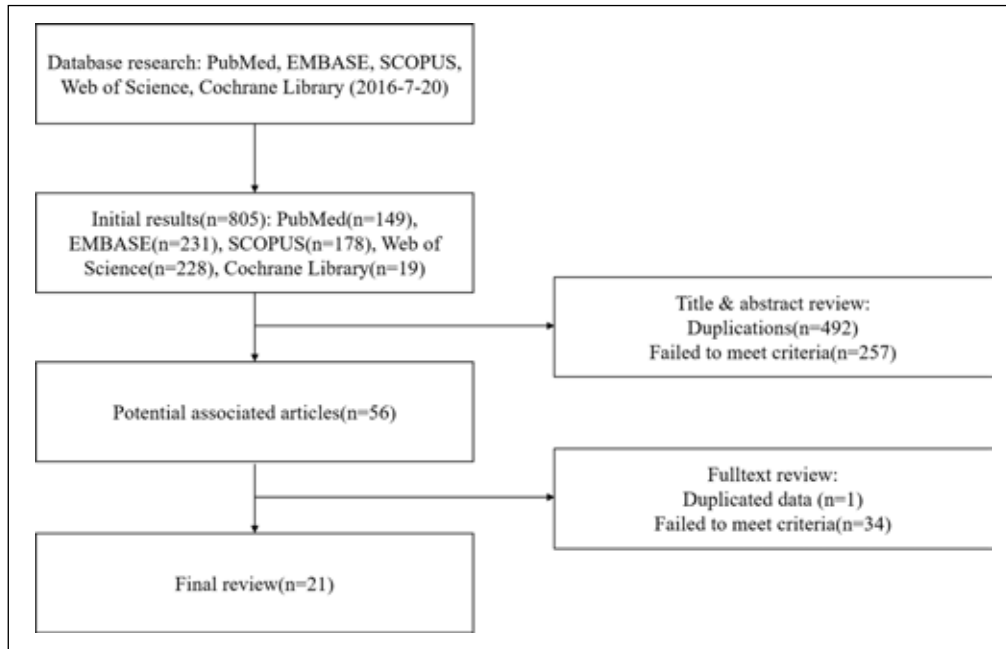 Database research: PubMed, EMBASE, SCOPUS,
Web of Science, Cochrane Library (2016-7-20)
Initial results(n=805): PubMed(n=149),
EMBASE(n=231), SCOPUS(n=178), Web of
Science(n=228), Cochrane Library(n=19)
Title & abstract review:
Duplications(n=492)
Failed to meet criteria(n=257)
Potential associated articles(n=56)
Fulltext review:
Duplicated data (n=1)
Failed to meet criteria(n=34)
Final review(n=21)